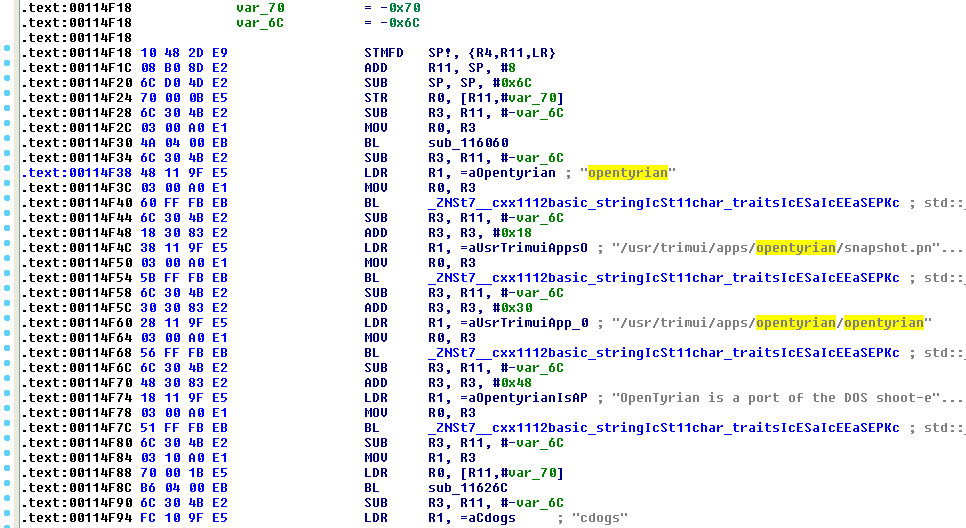 .text:00114F18 var_70 = -0x70
.text:00114F18 var_6C = -0x6C
.text:00114F18
.text:00114F18 10 48 2D E9 STMFD SP!, {R4,R11,LR}
.text:00114F1C 08 B0 8D E2 ADD R11, SP, #8
.text:00114F20 6C D0 4D E2 SUB SP, SP, #0x6C
.text:00114F24 70 00 0B E5 STR R0, [R11,#var_70]
.text:00114F28 6C 30 4B E2 SUB R3, R11, #-var_6C
.text:00114F2C 03 00 A0 E1 MOV R0, R3
.text:00114F30 4A 04 00 EB BL sub_116060
.text:00114F34 6C 30 4B E2 SUB R3, R11, #-var_6C
.text:00114F38 48 11 9F E5 LDR R1, =aOpentyrian ; "opentyrian"
.text:00114F3C 03 00 A0 E1 MOV R0, R3
.text:00114F40 60 FF FB EB BL _ZNSt7__cxx1112basic_stringIcSt11char_traitsIcESaIcEEaSEPKc ; std::_
.text:00114F44 6C 30 4B E2 SUB R3, R11, #-var_6C
.text:00114F48 18 30 83 E2 ADD R3, R3, #0x18
.text:00114F4C 38 11 9F E5 LDR R1, =aUsrTrimuiAppsO ; "/usr/trimui/apps/opentyrian/snapshot.pn"...
.text:00114F50 03 00 A0 E1 MOV R0, R3
.text:00114F54 5B FF FB EB BL _ZNSt7__cxx1112basic_stringIcSt11char_traitsIcESaIcEEaSEPKc ; std::_
.text:00114F58 6C 30 4B E2 SUB R3, R11, #-var_6C
.text:00114F5C 30 30 83 E2 ADD R3, R3, #0x30
.text:00114F60 28 11 9F E5 LDR R1, =aUsrTrimuiApp_0 ; "/usr/trimui/apps/opentyrian/opentyrian"
.text:00114F64 03 00 A0 E1 MOV R0, R3
.text:00114F68 56 FF FB EB BL _ZNSt7__cxx1112basic_stringIcSt11char_traitsIcESaIcEEaSEPKc ; std::_
.text:00114F6C 6C 30 4B E2 SUB R3, R11, #-var_6C
.text:00114F70 48 30 83 E2 ADD R3, R3, #0x48
.text:00114F74 18 11 9F E5 LDR R1, =aOpentyrianIsAP ; "OpenTyrian is a port of the DOS shoot-e"...
.text:00114F78 03 00 A0 E1 MOV R0, R3
.text:00114F7C 51 FF FB EB BL _ZNSt7__cxx1112basic_stringIcSt11char_traitsIcESaIcEEaSEPKc ; std::_
.text:00114F80 6C 30 4B E2 SUB R3, R11, #-var_6C
.text:00114F84 03 10 A0 E1 MOV R1, R3
.text:00114F88 70 00 1B E5 LDR R0, [R11,#var_70]
.text:00114F8C B6 04 00 EB BL sub_11626C
.text:00114F90 6C 30 4B E2 SUB R3, R11, #-var_6C
.text:00114F94 FC 10 9F E5 LDR R1, =aCdogs ; "cdogs"